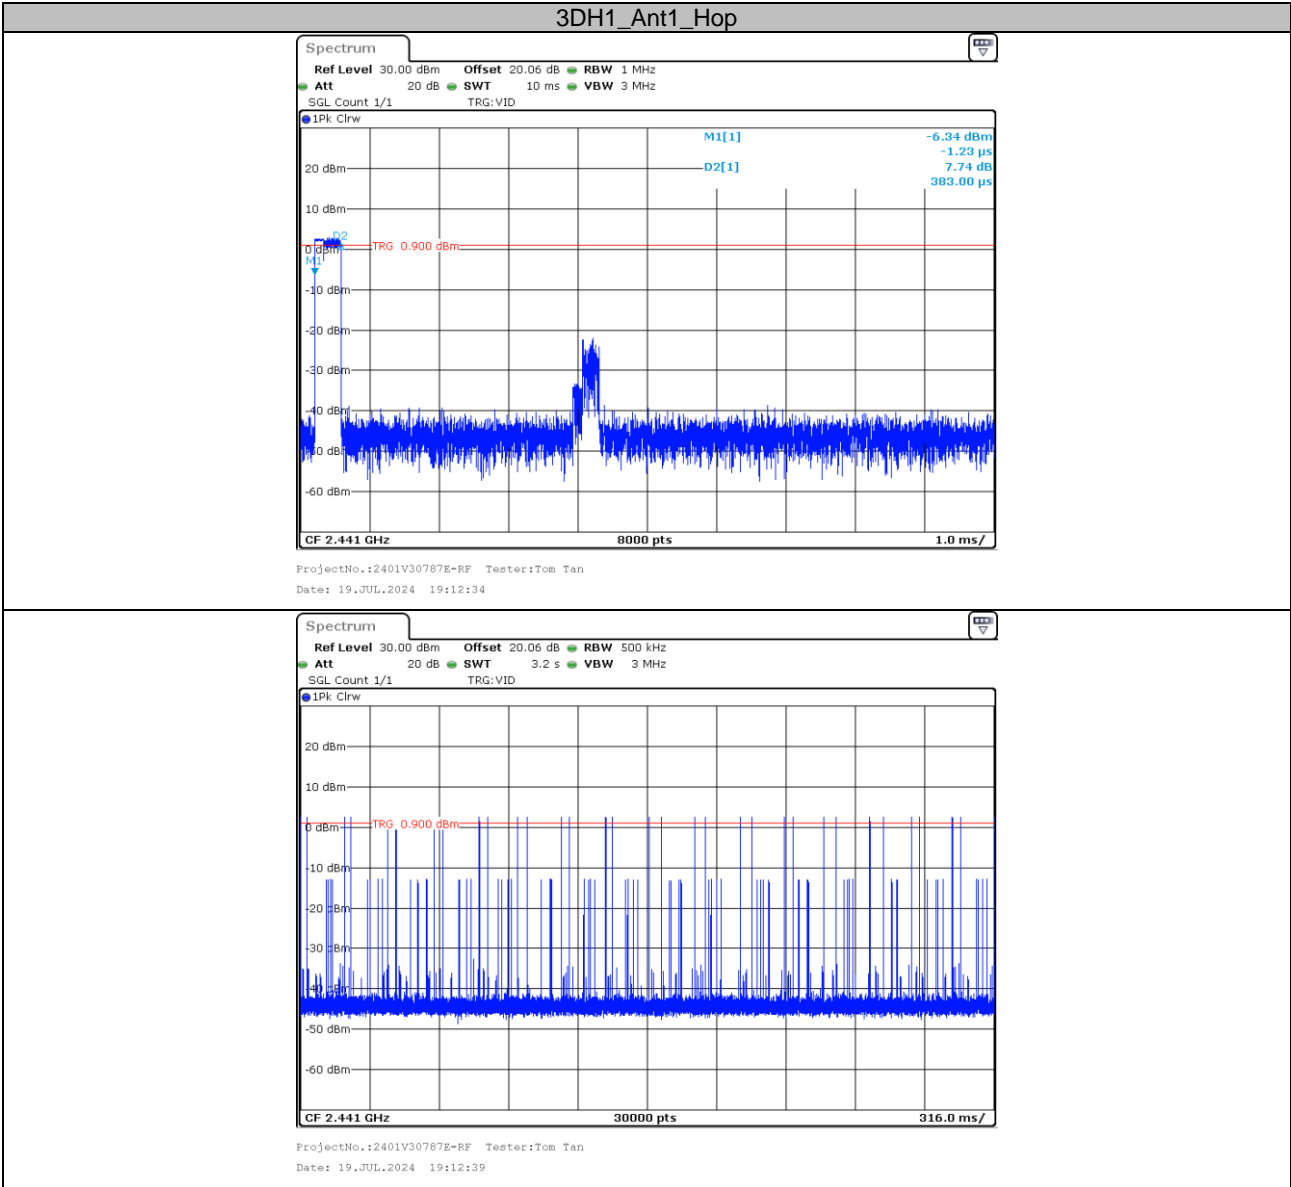 3DH1_Ant1_Hop
Spectrum
Ref Level 30.00 dBm Offset 20.06 dB RBW 1 MHz
Att 20 dB SWT 10 ms VBW 3 MHz
SGL Count 1/1 TRG:VID
1Pk Clrw
M1[1] -6.34 dBm
-1.23 µs
20 dBm D2[1] 7.74 dB
383.00 µs
10 dBm
D2
0 dBm TRG 0.900 dBm
M1
-10 dBm
-20 dBm
-30 dBm
-40 dBm
-50 dBm
-60 dBm
CF 2.441 GHz 8000 pts 1.0 ms/
ProjectNo.:2401V30787E-RF Tester:Tom Tan
Date: 19.JUL.2024 19:12:34
Spectrum
Ref Level 30.00 dBm Offset 20.06 dB RBW 500 kHz
Att 20 dB SWT 3.2 s VBW 3 MHz
SGL Count 1/1 TRG:VID
1Pk Clrw
20 dBm
10 dBm
0 dBm TRG 0.900 dBm
-10 dBm
-20 dBm
-30 dBm
-40 dBm
-50 dBm
-60 dBm
CF 2.441 GHz 30000 pts 316.0 ms/
ProjectNo.:2401V30787E-RF Tester:Tom Tan
Date: 19.JUL.2024 19:12:39